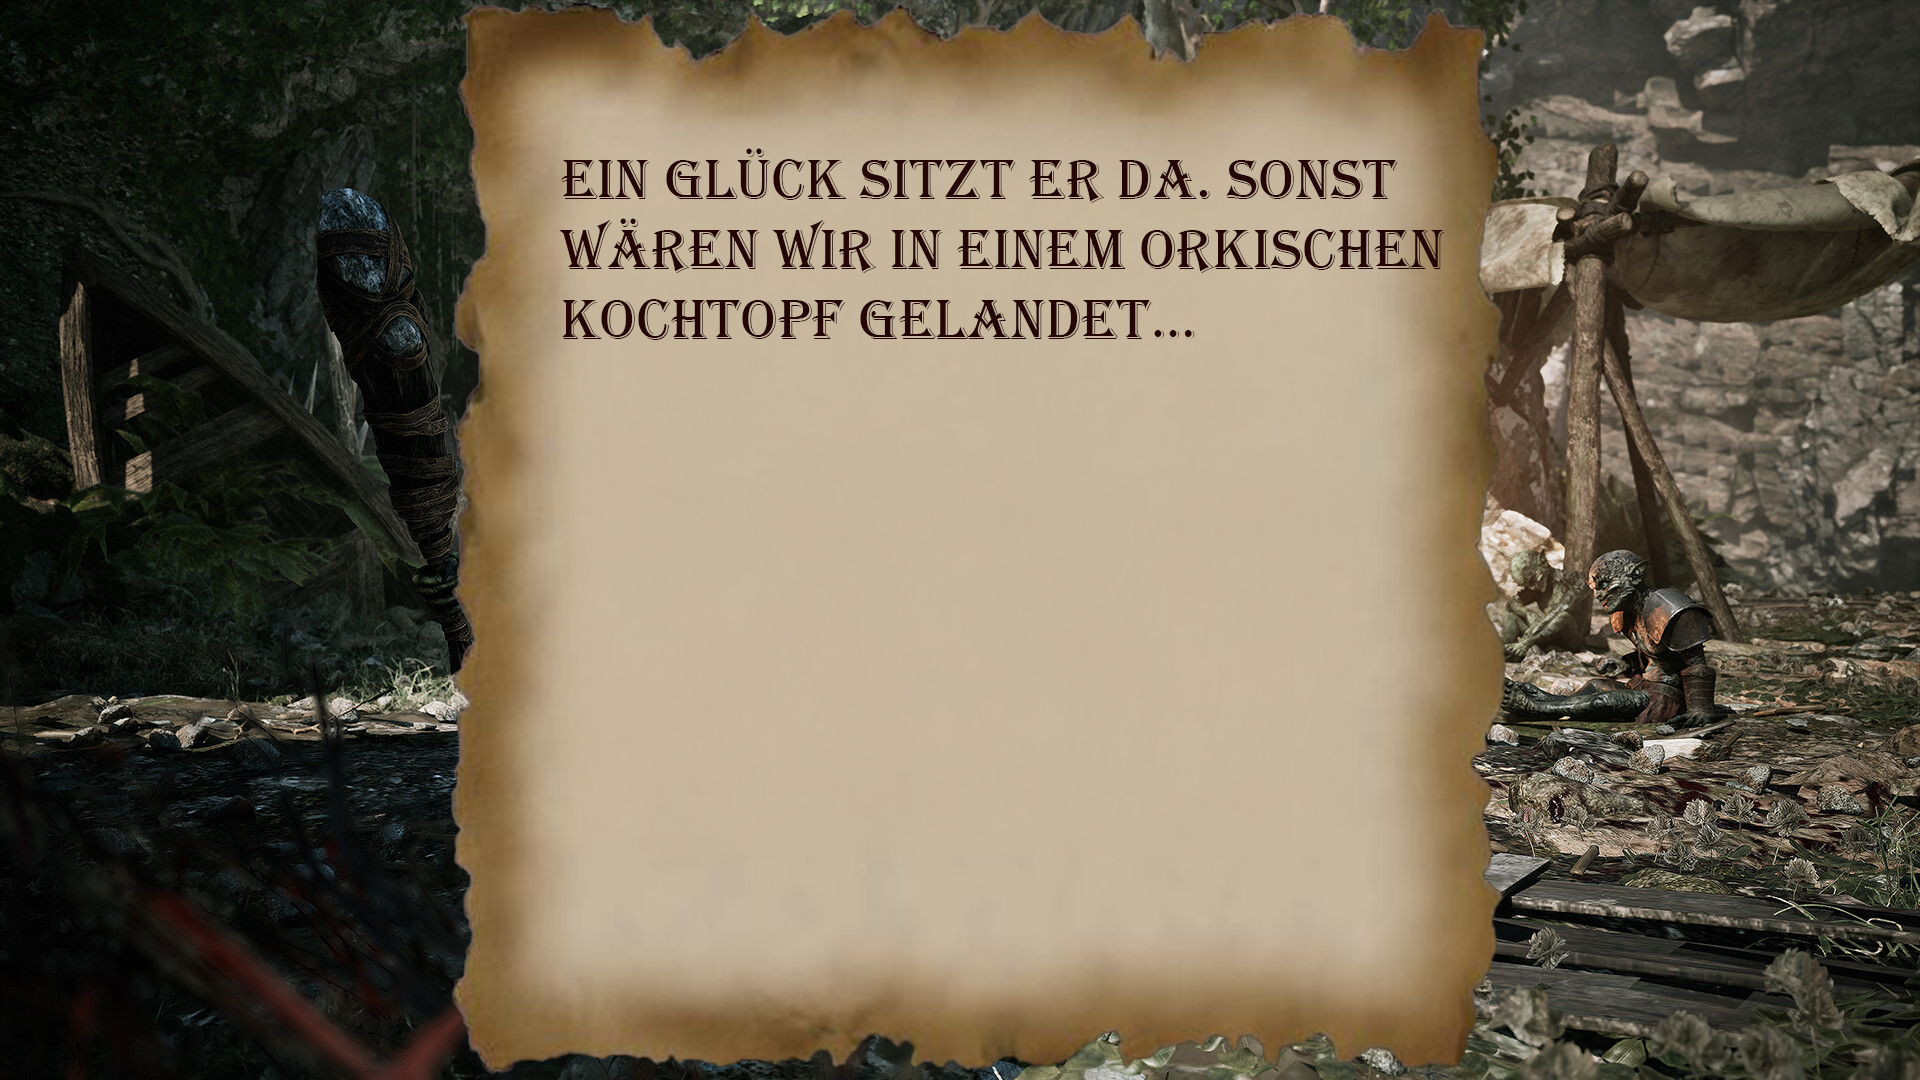 EIN GLÜCK SITZT ER DA. SONST
WÄREN WIR IN EINEM ORKISCHEN
KOCHTOPF GELANDET...